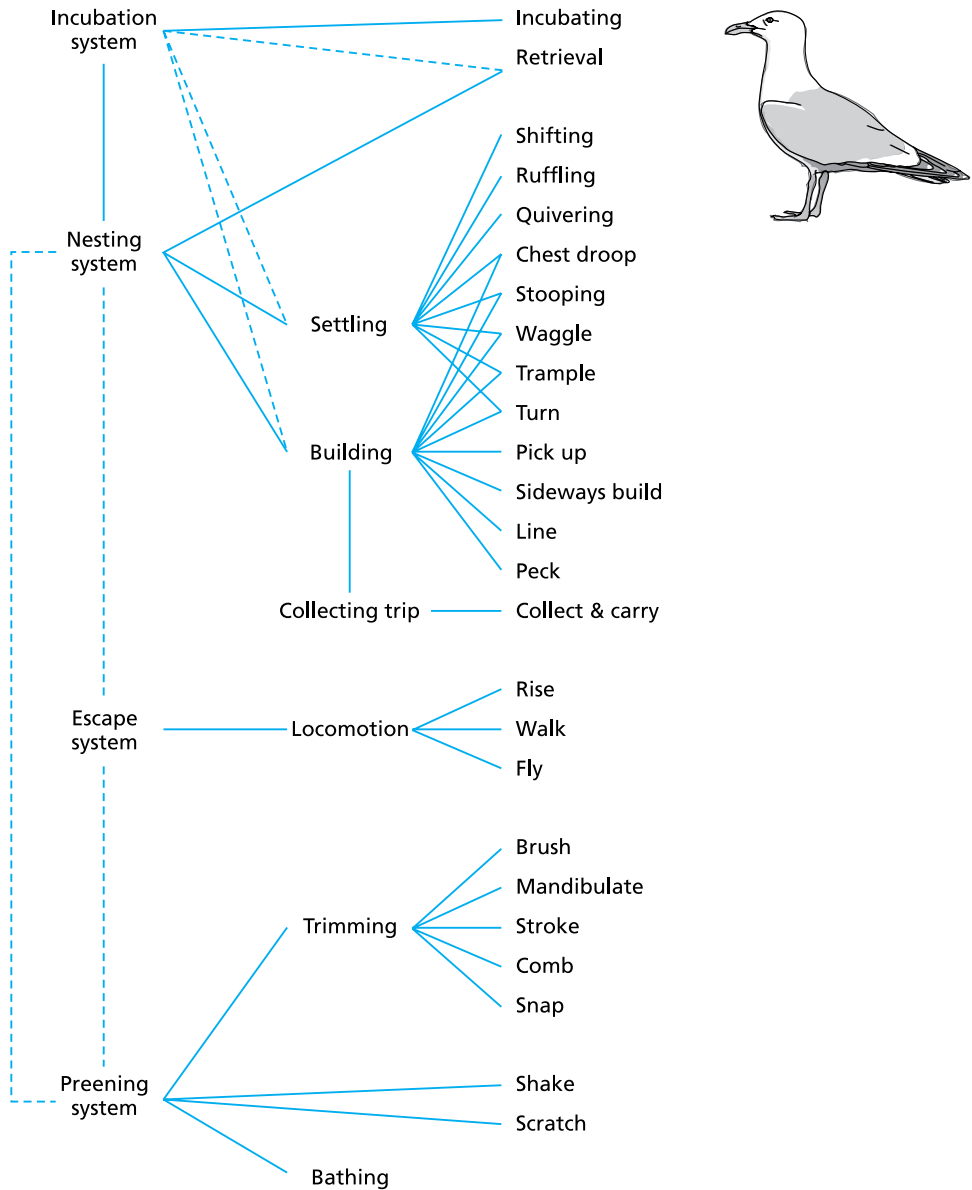 Incubation
system
Incubating
Retrieval
Shifting
Ruffling
Quivering
Nesting
system
Chest droop
Stooping
Settling
Waggle
Trample
Turn
Building
Pick up
Sideways build
Line
Peck
Collecting trip
Collect & carry
Rise
Escape
system
Locomotion
Walk
Fly
Brush
Mandibulate
Trimming
Stroke
Comb
Snap
Preening
system
Shake
Scratch
Bathing